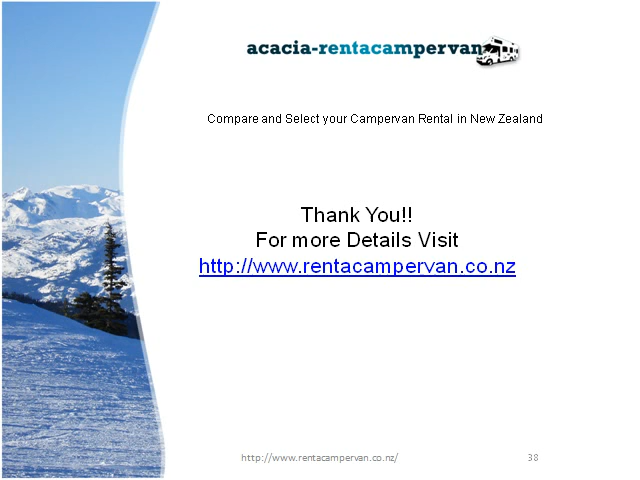 acacia-rentacampervan
Compare and Select your Campervan Rental in New Zealand
Thank You!!
For more Details Visit
http://www.rentacampervan.co.nz
http://www.rentacampervan.co.nz/ 38